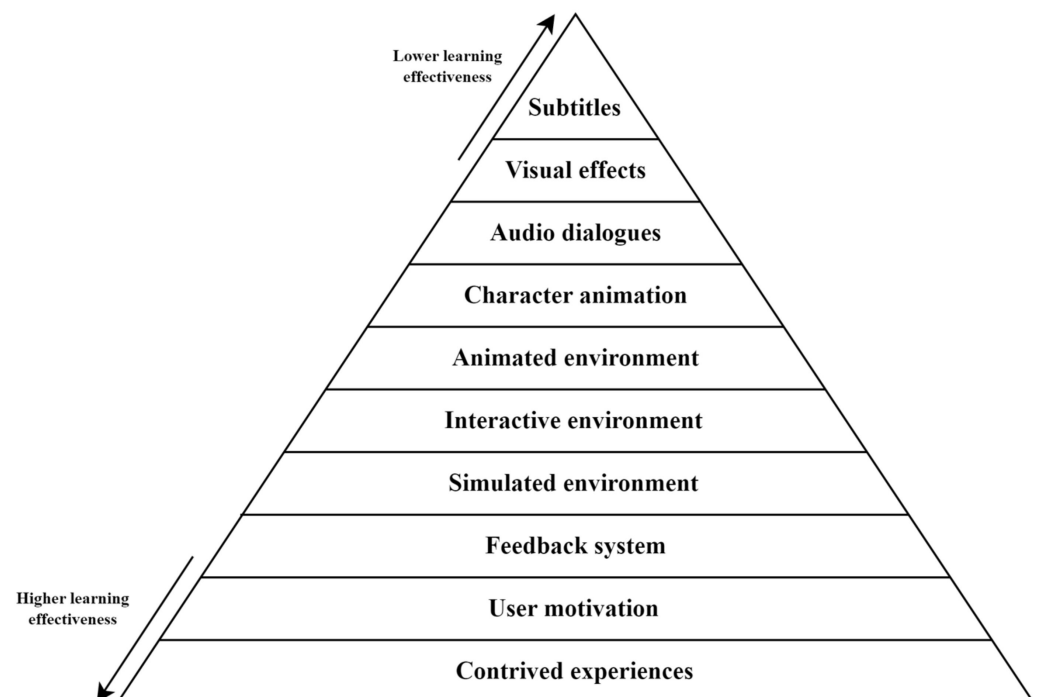 Lower learning
effectiveness
Subtitles
Visual effects
Audio dialogues
Character animation
Animated environment
Interactive environment
Simulated environment
Feedback system
Higher learning
effectiveness
User motivation
Contrived experiences